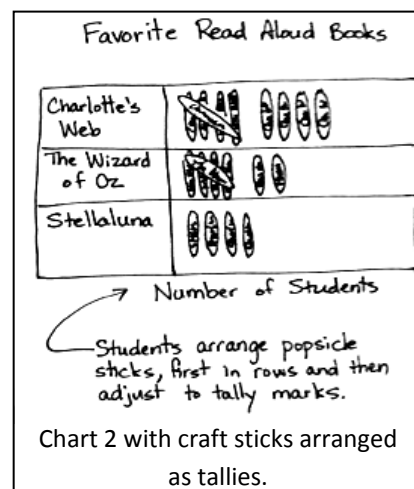 Favorite Read Aloud Books
Charlotte's
Web
The Wizard
of Oz
Stellaluna
Number of Students
Students arrange popsicle
sticks, first in rows and then
adjust to tally marks.
Chart 2 with craft sticks arranged
as tallies.